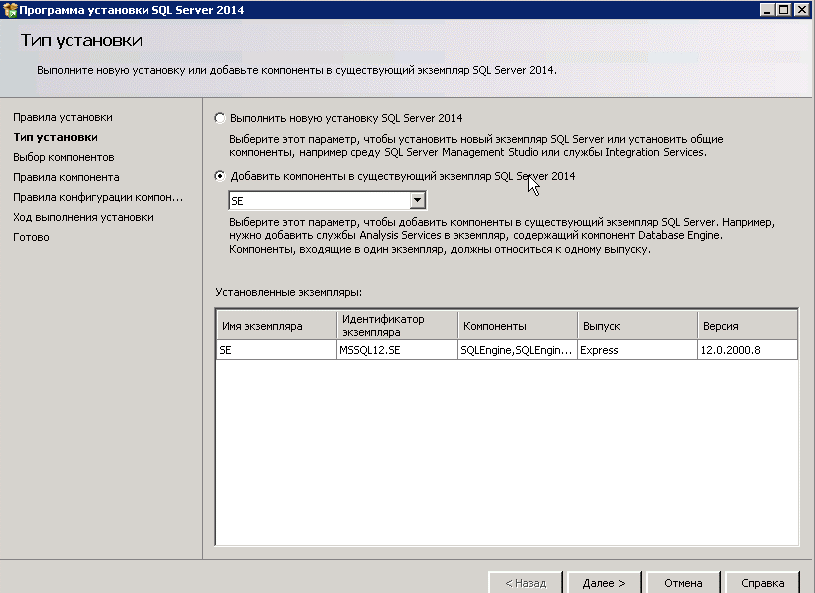 Программа установки SQL Server 2014
Тип установки
Выполните новую установку или добавьте компоненты в существующий экземпляр SQL Server 2014.
Правила установки
Тип установки
Выбор компонентов
Правила компонента
Правила конфигурации компон...
Ход выполнения установки
Готово
Выполнить новую установку SQL Server 2014
Выберите этот параметр, чтобы установить новый экземпляр SQL Server или установить общие
компоненты, например среду SQL Server Management Studio или службы Integration Services.
Добавить компоненты в существующий экземпляр SQL Server 2014
SE
Выберите этот параметр, чтобы добавить компоненты в существующий экземпляр SQL Server. Например,
нужно добавить службы Analysis Services в экземпляр, содержащий компонент Database Engine.
Компоненты, входящие в один экземпляр, должны относиться к одному выпуску.
Установленные экземпляры:
Имя экземпляра
Идентификатор
экземпляра
Компоненты
Выпуск
Версия
SE
MSSQL12.SE
SQLEngine,SQLEngin...
Express
12.0.2000.8
< Назад
Далее >
Отмена
Справка